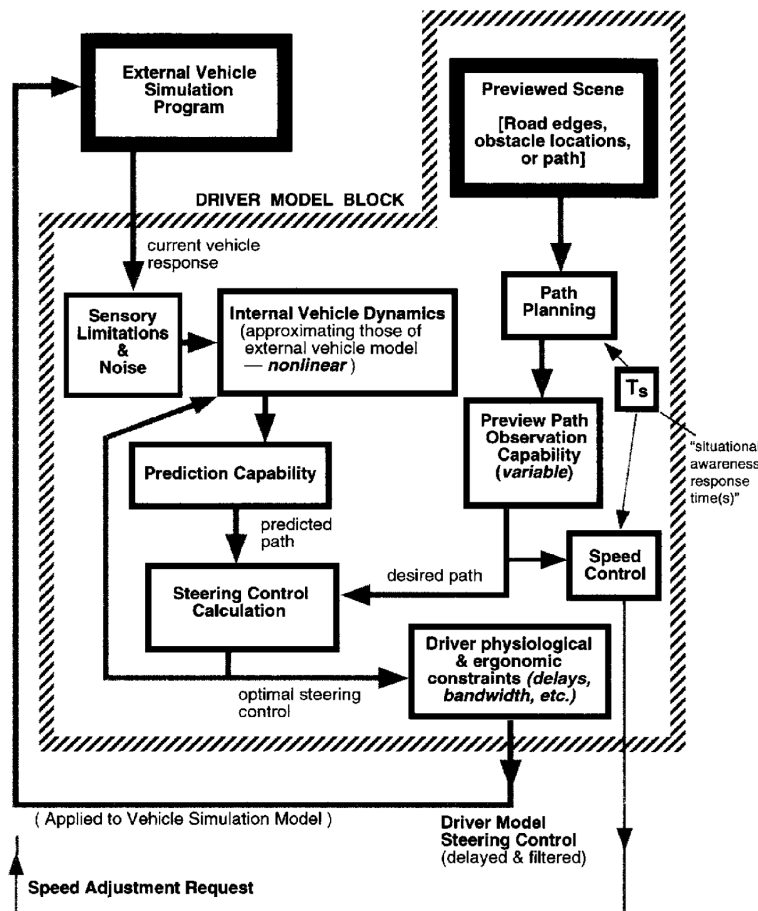 External Vehicle
Simulation
Program
Previewed Scene
[Road edges,
obstacle locations,
or path]
DRIVER MODEL BLOCK
current vehicle
response
Sensory
Limitations
&
Noise
Internal Vehicle Dynamics
(approximating those of
external vehicle model
— nonlinear )
Path
Planning
Ts
"situational
awareness
response
time(s)"
Preview Path
Observation
Capability
(variable)
Prediction Capability
predicted
path
Speed
Control
desired path
Steering Control
Calculation
Driver physiological
& ergonomic
constraints (delays,
bandwidth, etc.)
optimal steering
control
( Applied to Vehicle Simulation Model )
Driver Model
Steering Control
(delayed & filtered)
Speed Adjustment Request